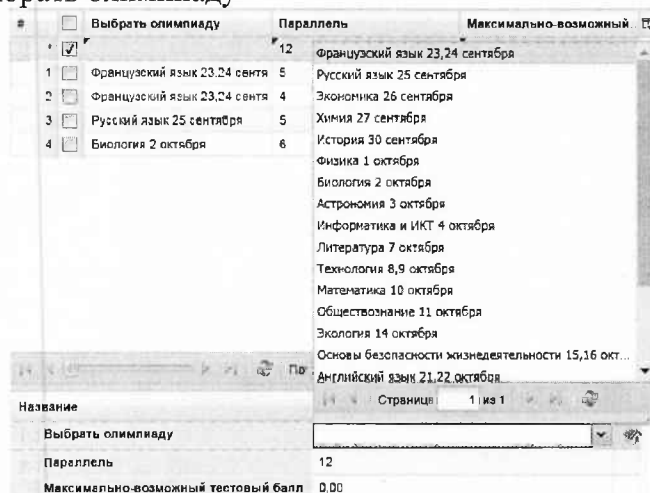 брать олимпиаду
# Выбрать олимпиаду Параллель Максимально-возможный..
* 12
1 Французский язык 23,24 сентя 5
2 Французский язык 23,24 сентя 4
3 Русский язык 25 сентября 5
4 Биология 2 октября 6
Французский язык 23,24 сентября
Русский язык 25 сентября
Экономика 26 сентября
Химия 27 сентября
История 30 сентября
Физика 1 октября
Биология 2 октября
Астрономия 3 октября
Информатика и ИКТ 4 октября
Литература 7 октября
Технология 8,9 октября
Математика 10 октября
Обществознание 11 октября
Экология 14 октября
Основы безопасности жизнедеятельности 15,16 окт...
Английский язык 21,22 октября
По
Страница 1 из 1
Название
Выбрать олимпиаду
Параллель 12
Максимально-возможный тестовый балл 0,00